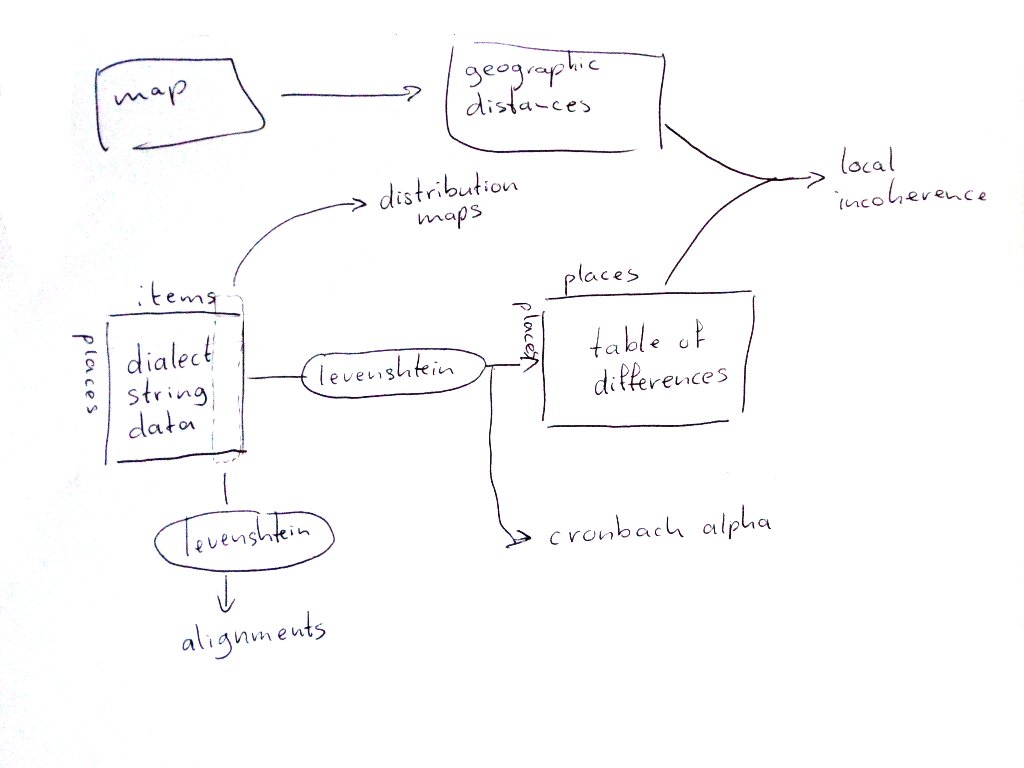 map
geographic
distances
local
incoherence
distribution
maps
items
places
dialect
string
data
levenshtein
places
places
table of
differences
levenshtein
cronbach alpha
alignments